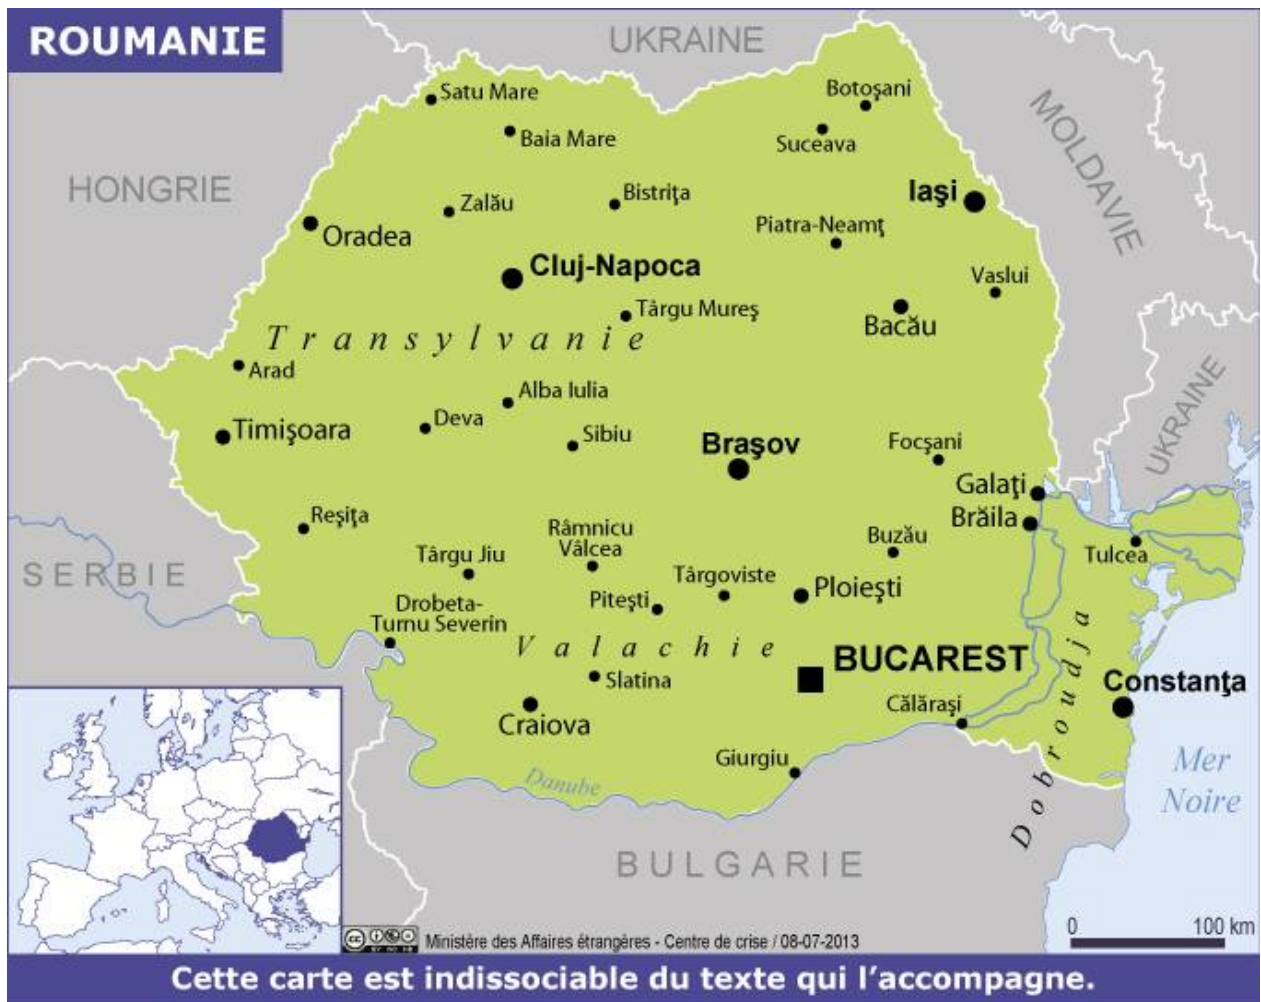 ROUMANIE
UKRAINE
MOLDAVIE
HONGRIE
Satu Mare
Botoşani
Baia Mare
Suceava
Iaşi
Zalău
Bistriţa
Oradea
Piatra-Neamţ
Cluj-Napoca
Vaslui
Târgu Mureş
Bacău
Transylvanie
Arad
UKRAINE
Alba Iulia
Timişoara
Deva
Sibiu
Braşov
Focşani
Galaţi
Reşiţa
Brăila
Râmnicu
Vâlcea
Buzău
Târgu Jiu
Tulcea
SERBIE
Târgoviste
Ploieşti
Piteşti
Drobeta-
Turnu Severin
Valachie
BUCAREST
Slatina
Constanţa
Călăraşi
Craiova
Dobroudja
Giurgiu
Mer
Noire
Danube
BULGARIE
0 100 km
cc BY NC ND
Ministère des Affaires étrangères - Centre de crise / 08-07-2013
Cette carte est indissociable du texte qui l'accompagne.